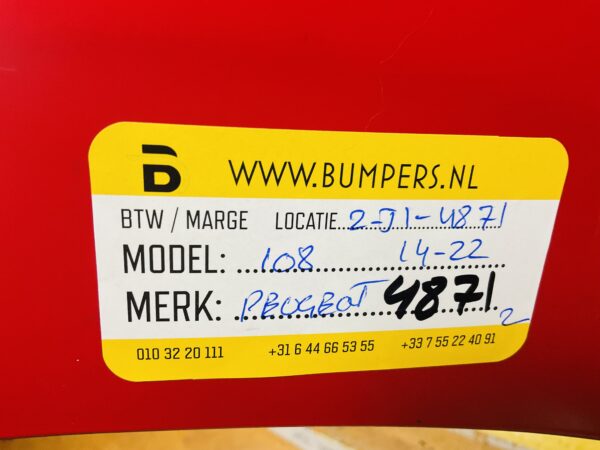 WWW.BUMPERS.NL
BTW / MARGE LOCATIE 2-J1-4871
MODEL: 108 14-22
MERK: PEUGEOT 4871 2
010 32 20 111 +31 6 44 66 53 55 +33 7 55 22 40 91